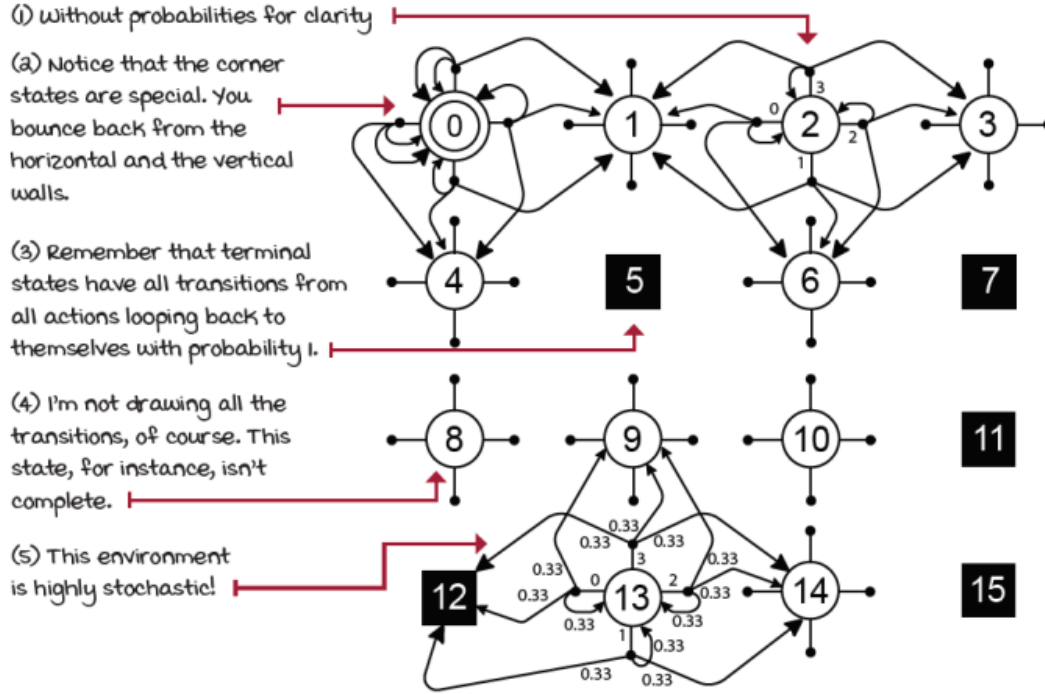 (1) Without probabilities for clarity
(2) Notice that the corner
states are special. You
bounce back from the
horizontal and the vertical
walls.
(3) Remember that terminal
states have all transitions from
all actions looping back to
themselves with probability 1.
(4) I'm not drawing all the
transitions, of course. This
state, for instance, isn't
complete.
(5) This environment
is highly stochastic!
3
0
0 1 2 3
2
1
4 5 6 7
8 9 10 11
0.33
0.33 0.33
3
0.33 0.33
0 2
12 0.33 13 0.33 14 15
0.33 0.33
1
0.33
0.33 0.33